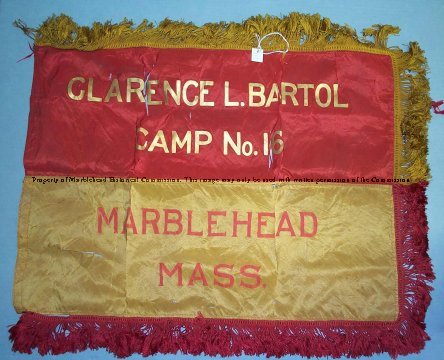 CLARENCE L. BARTOL
CAMP No. 16
Property of Marblehead Historical Commission. This image may only be used with written permission of the Commission
MARBLEHEAD
MASS.